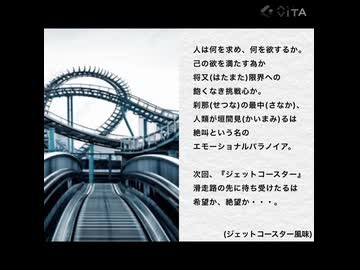 ITA
人は何を求め、何を欲するか。
己の欲を満たす為か
将又(はたまた)限界への
飽くなき挑戦心か。
刹那(せつな)の最中(さなか)、
人類が垣間見(かいまみ)るは
絶叫という名の
エモーショナルパラノイア。
次回、『ジェットコースター』
滑走路の先に待ち受けたるは
希望か、絶望か・・・。
(ジェットコースター風味)